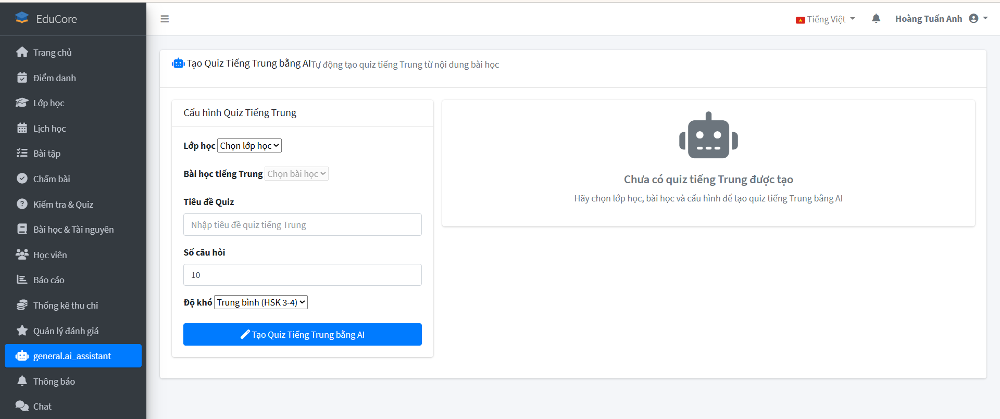 EduCore
Tiếng Việt
Hoàng Tuấn Anh
Trang chủ
Điểm danh
Lớp học
Lịch học
Bài tập
Chấm bài
Kiểm tra & Quiz
Bài học & Tài nguyên
Học viên
Báo cáo
Thống kê thu chi
Quản lý đánh giá
general.ai_assistant
Thông báo
Chat
Tạo Quiz Tiếng Trung bằng AITự động tạo quiz tiếng Trung từ nội dung bài học
Cấu hình Quiz Tiếng Trung
Lớp học Chọn lớp học
Bài học tiếng Trung Chọn bài học
Tiêu đề Quiz
Nhập tiêu đề quiz tiếng Trung
Số câu hỏi
10
Độ khó Trung bình (HSK 3-4)
Tạo Quiz Tiếng Trung bằng AI
Chưa có quiz tiếng Trung được tạo
Hãy chọn lớp học, bài học và cấu hình để tạo quiz tiếng Trung bằng AI